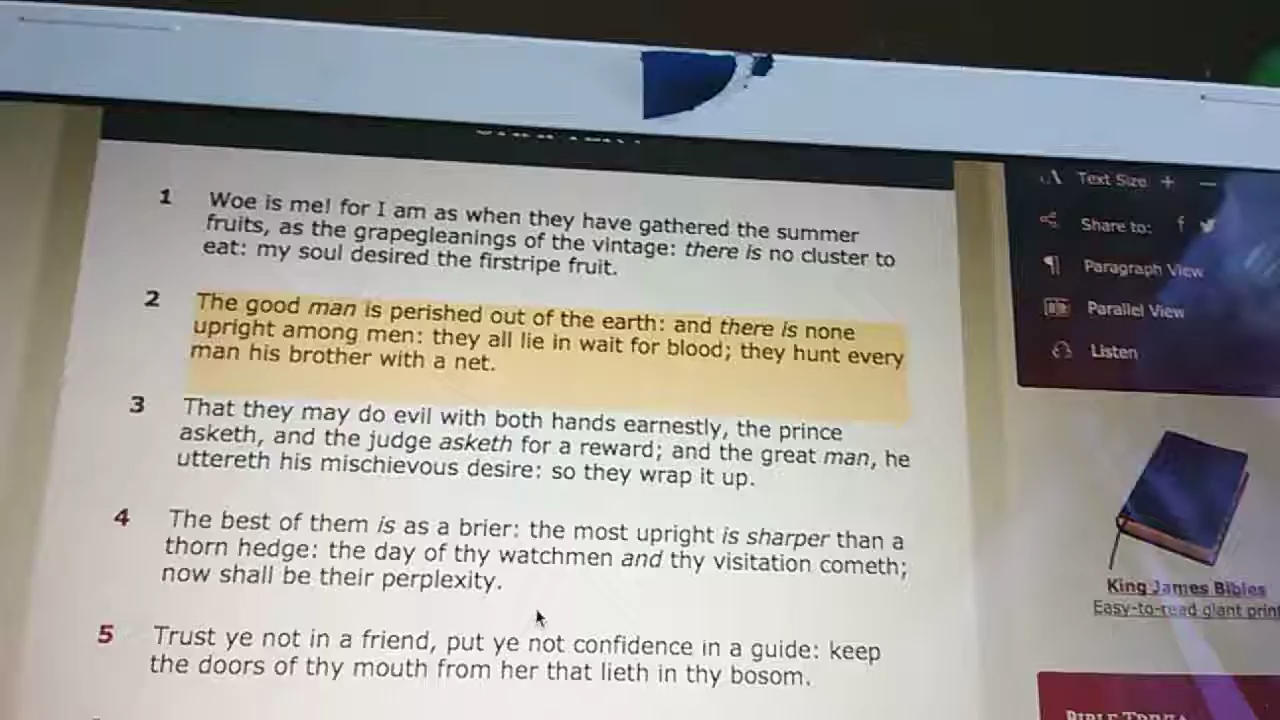 Text Size + −
Share to: f
Paragraph View
Parallel View
Listen
1 Woe is me! for I am as when they have gathered the summer
fruits, as the grapegleanings of the vintage: there is no cluster to
eat: my soul desired the firstripe fruit.
2 The good man is perished out of the earth: and there is none
upright among men: they all lie in wait for blood; they hunt every
man his brother with a net.
3 That they may do evil with both hands earnestly, the prince
asketh, and the judge asketh for a reward; and the great man, he
uttereth his mischievous desire: so they wrap it up.
4 The best of them is as a brier: the most upright is sharper than a
thorn hedge: the day of thy watchmen and thy visitation cometh;
now shall be their perplexity.
5 Trust ye not in a friend, put ye not confidence in a guide: keep
the doors of thy mouth from her that lieth in thy bosom.
King James Bibles
Easy-to-read giant print
BIBLE